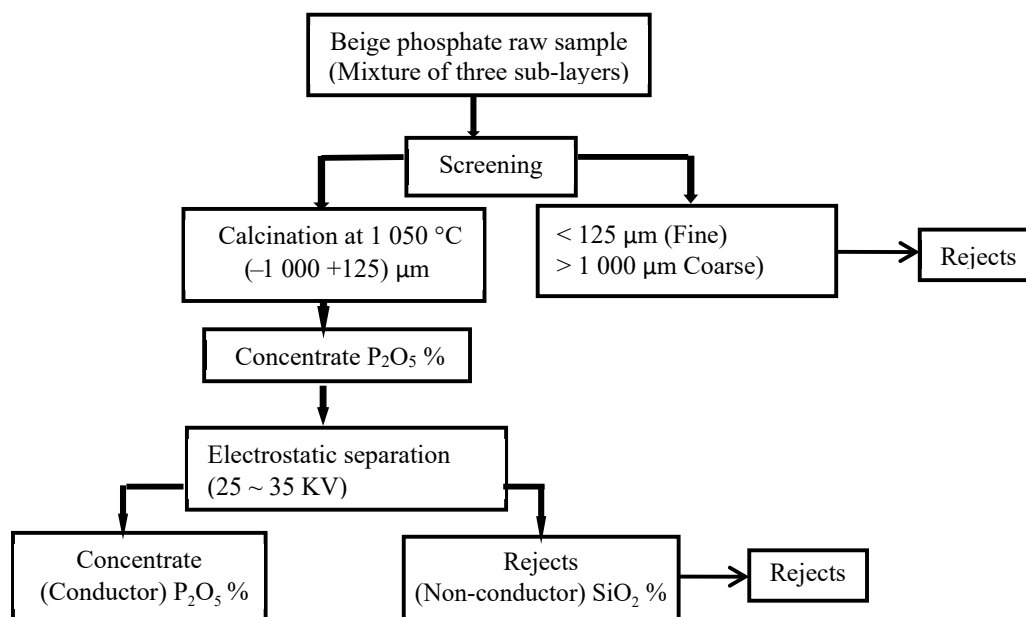 Beige phosphate raw sample
(Mixture of three sub-layers)
Screening
Calcination at 1 050 °C
(–1 000 +125) μm
< 125 μm (Fine)
> 1 000 μm Coarse)
Rejects
Concentrate P₂O₅ %
Electrostatic separation
(25 ~ 35 KV)
Concentrate
(Conductor) P₂O₅ %
Rejects
(Non-conductor) SiO₂ %
Rejects